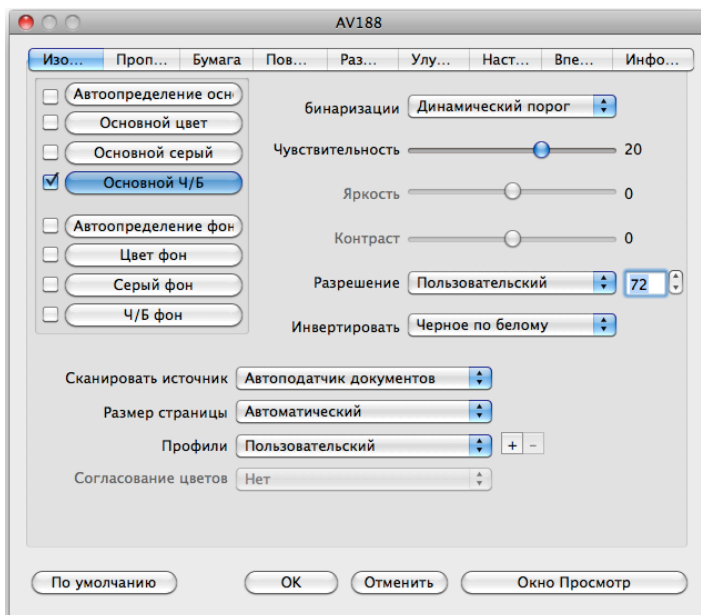 AV188
Изо... Проп... Бумага Пов... Раз... Улу... Наст... Впе... Инфо...
Автоопределение осн
Основной цвет
Основной серый
Основной Ч/Б
Автоопределение фон
Цвет фон
Серый фон
Ч/Б фон
бинаризации Динамический порог
Чувствительность 20
Яркость 0
Контраст 0
Разрешение Пользовательский 72
Инвертировать Черное по белому
Сканировать источник Автоподатчик документов
Размер страницы Автоматический
Профили Пользовательский + −
Согласование цветов Нет
По умолчанию OK Отменить Окно Просмотр